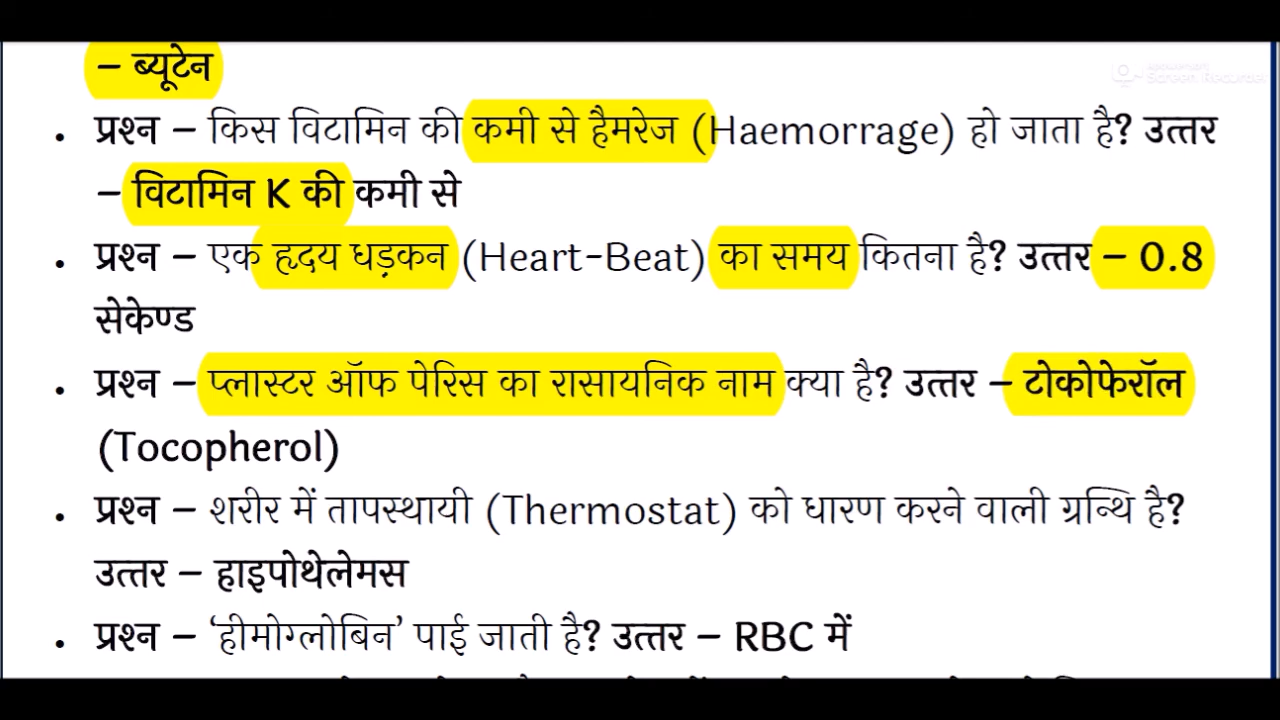 – ब्यूटेन
Screen Recorder
• प्रश्न – किस विटामिन की कमी से हैमरेज (Haemorrage) हो जाता है? उत्तर
– विटामिन K की कमी से
• प्रश्न – एक हृदय धड़कन (Heart-Beat) का समय कितना है? उत्तर – 0.8
सेकेण्ड
• प्रश्न – प्लास्टर ऑफ पेरिस का रासायनिक नाम क्या है? उत्तर – टोकोफेरॉल
(Tocopherol)
• प्रश्न – शरीर में तापस्थायी (Thermostat) को धारण करने वाली ग्रन्थि है?
उत्तर – हाइपोथेलेमस
• प्रश्न – ‘हीमोग्लोबिन’ पाई जाती है? उत्तर – RBC में